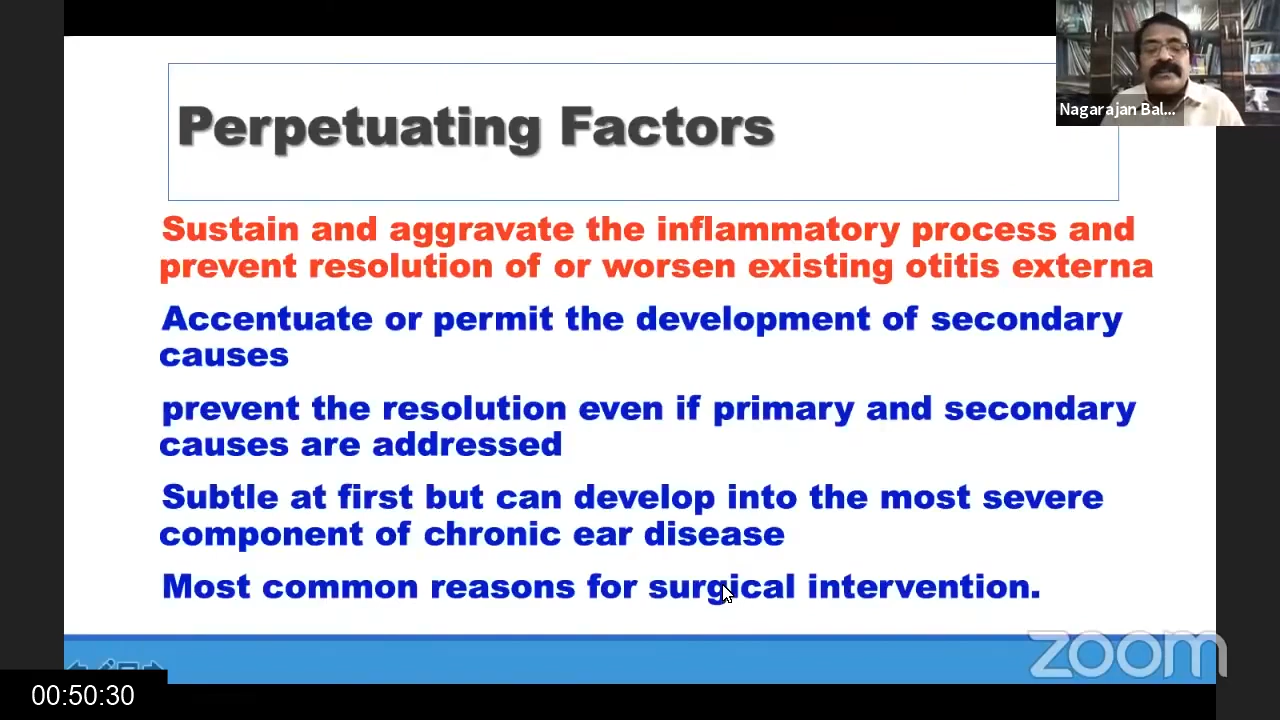 Perpetuating Factors
Nagarajan Bal...
Sustain and aggravate the inflammatory process and
prevent resolution of or worsen existing otitis externa
Accentuate or permit the development of secondary
causes
prevent the resolution even if primary and secondary
causes are addressed
Subtle at first but can develop into the most severe
component of chronic ear disease
Most common reasons for surgical intervention.
zoom
00:50:30